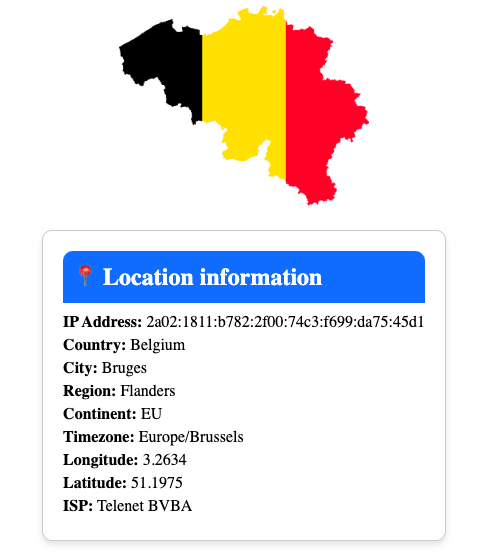 Location information
IP Address: 2a02:1811:b782:2f00:74c3:f699:da75:45d1
Country: Belgium
City: Bruges
Region: Flanders
Continent: EU
Timezone: Europe/Brussels
Longitude: 3.2634
Latitude: 51.1975
ISP: Telenet BVBA